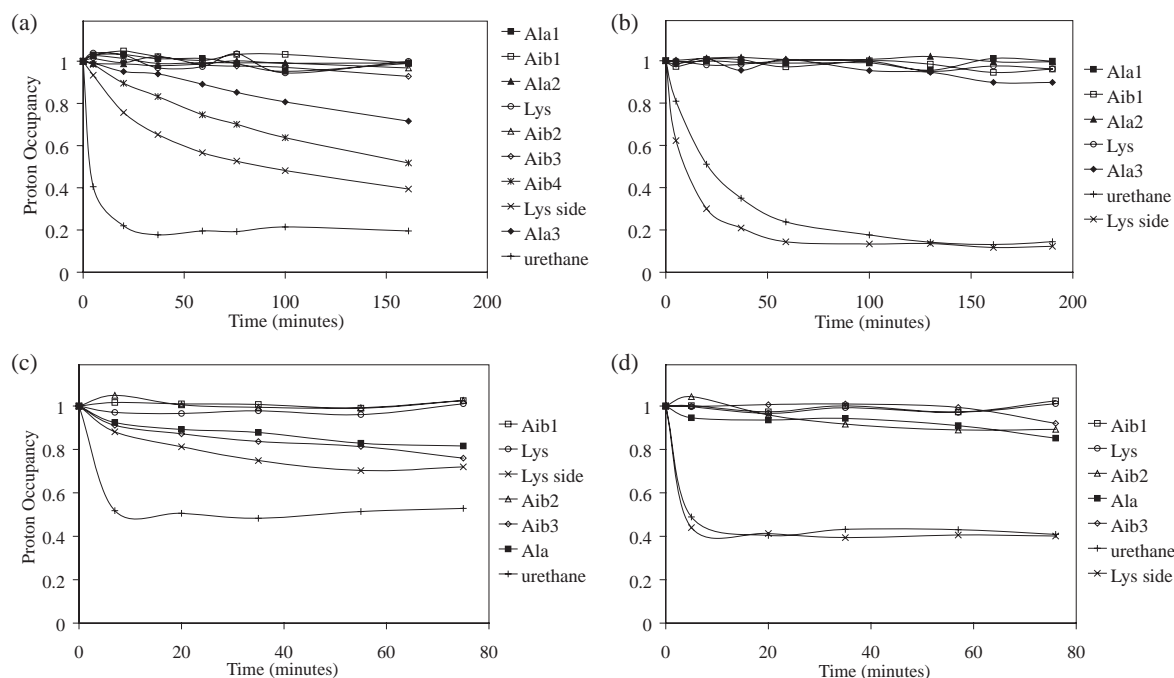 (a)
Proton Occupancy
1
0.8
0.6
0.4
0.2
0
0 50 100 150 200
Time (minutes)
Ala1
Aib1
Ala2
Lys
Aib2
Aib3
Aib4
Lys side
Ala3
urethane
(b)
1
0.8
0.6
0.4
0.2
0
0 50 100 150 200
Time (minutes)
Ala1
Aib1
Ala2
Lys
Ala3
urethane
Lys side
(c)
Proton Occupancy
1
0.8
0.6
0.4
0.2
0
0 20 40 60 80
Time (minutes)
Aib1
Lys
Lys side
Aib2
Aib3
Ala
urethane
(d)
1
0.8
0.6
0.4
0.2
0
0 20 40 60 80
Time (minutes)
Aib1
Lys
Aib2
Ala
Aib3
urethane
Lys side